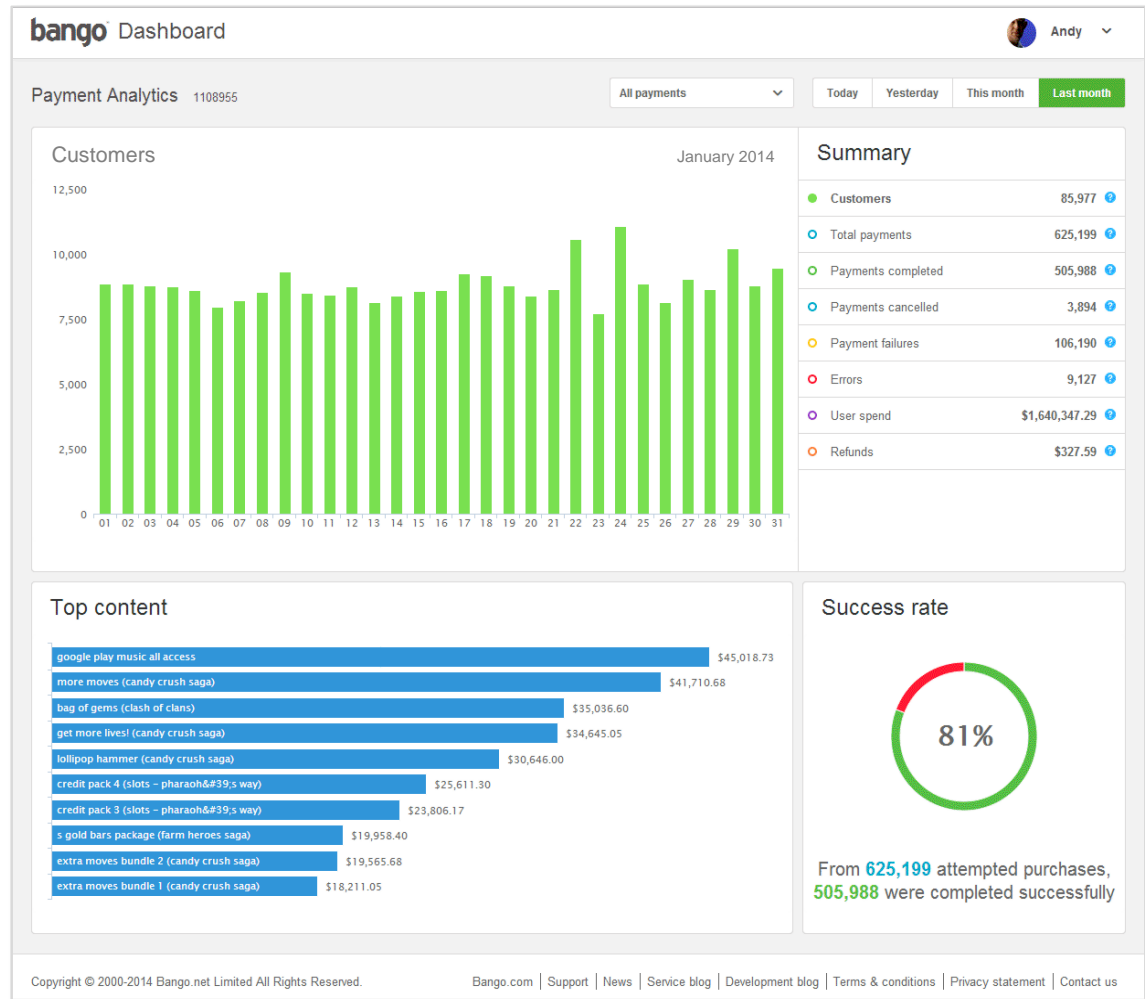 bango Dashboard
Andy
Payment Analytics 1108955
All payments
Today Yesterday This month Last month
Customers January 2014
12,500
10,000
7,500
5,000
2,500
0
01 02 03 04 05 06 07 08 09 10 11 12 13 14 15 16 17 18 19 20 21 22 23 24 25 26 27 28 29 30 31
Summary
Customers 85,977 ?
Total payments 625,199 ?
Payments completed 505,988 ?
Payments cancelled 3,894 ?
Payment failures 106,190 ?
Errors 9,127 ?
User spend $1,640,347.29 ?
Refunds $327.59 ?
Top content
google play music all access $45,018.73
more moves (candy crush saga) $41,710.68
bag of gems (clash of clans) $35,036.60
get more lives! (candy crush saga) $34,645.05
lollipop hammer (candy crush saga) $30,646.00
credit pack 4 (slots - pharaoh&#39;s way) $25,611.30
credit pack 3 (slots - pharaoh&#39;s way) $23,806.17
s gold bars package (farm heroes saga) $19,958.40
extra moves bundle 2 (candy crush saga) $19,565.68
extra moves bundle 1 (candy crush saga) $18,211.05
Success rate
81%
From 625,199 attempted purchases,
505,988 were completed successfully
Copyright © 2000-2014 Bango.net Limited All Rights Reserved. Bango.com | Support | News | Service blog | Development blog | Terms & conditions | Privacy statement | Contact us